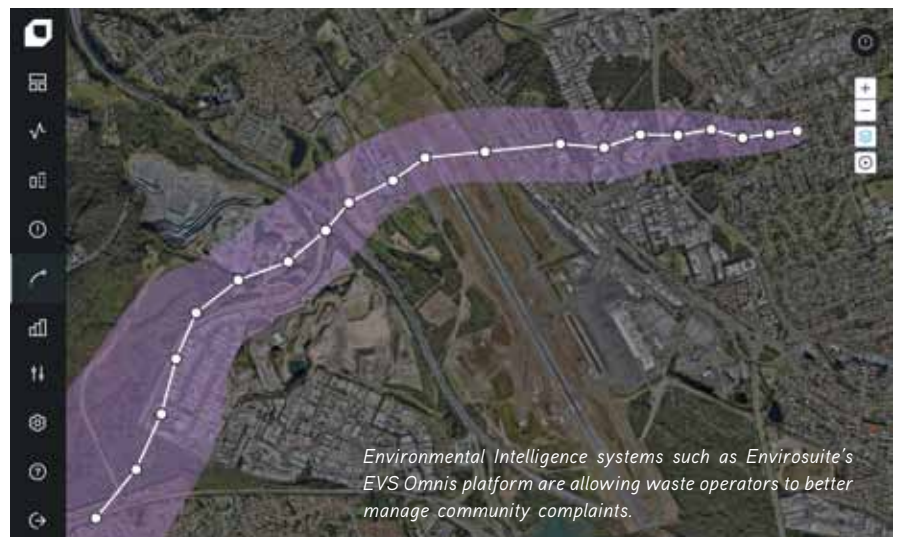 Environmental Intelligence systems such as Envirosuite's
EVS Omnis platform are allowing waste operators to better
manage community complaints.